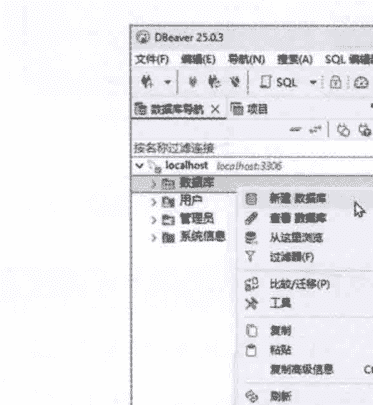 DBeaver 25.0.3
文件(F) 编辑(E) 导航(N) 搜索(A) SQL 编辑
SQL
数据库导航 × 项目
按名称过滤连接
localhost localhost:3306
数据库
用户
管理员
系统信息
新建 数据库
查看 数据库
从这里浏览
过滤器(F)
比较/迁移(P)
工具
复制
粘贴
复制高级信息
刷新